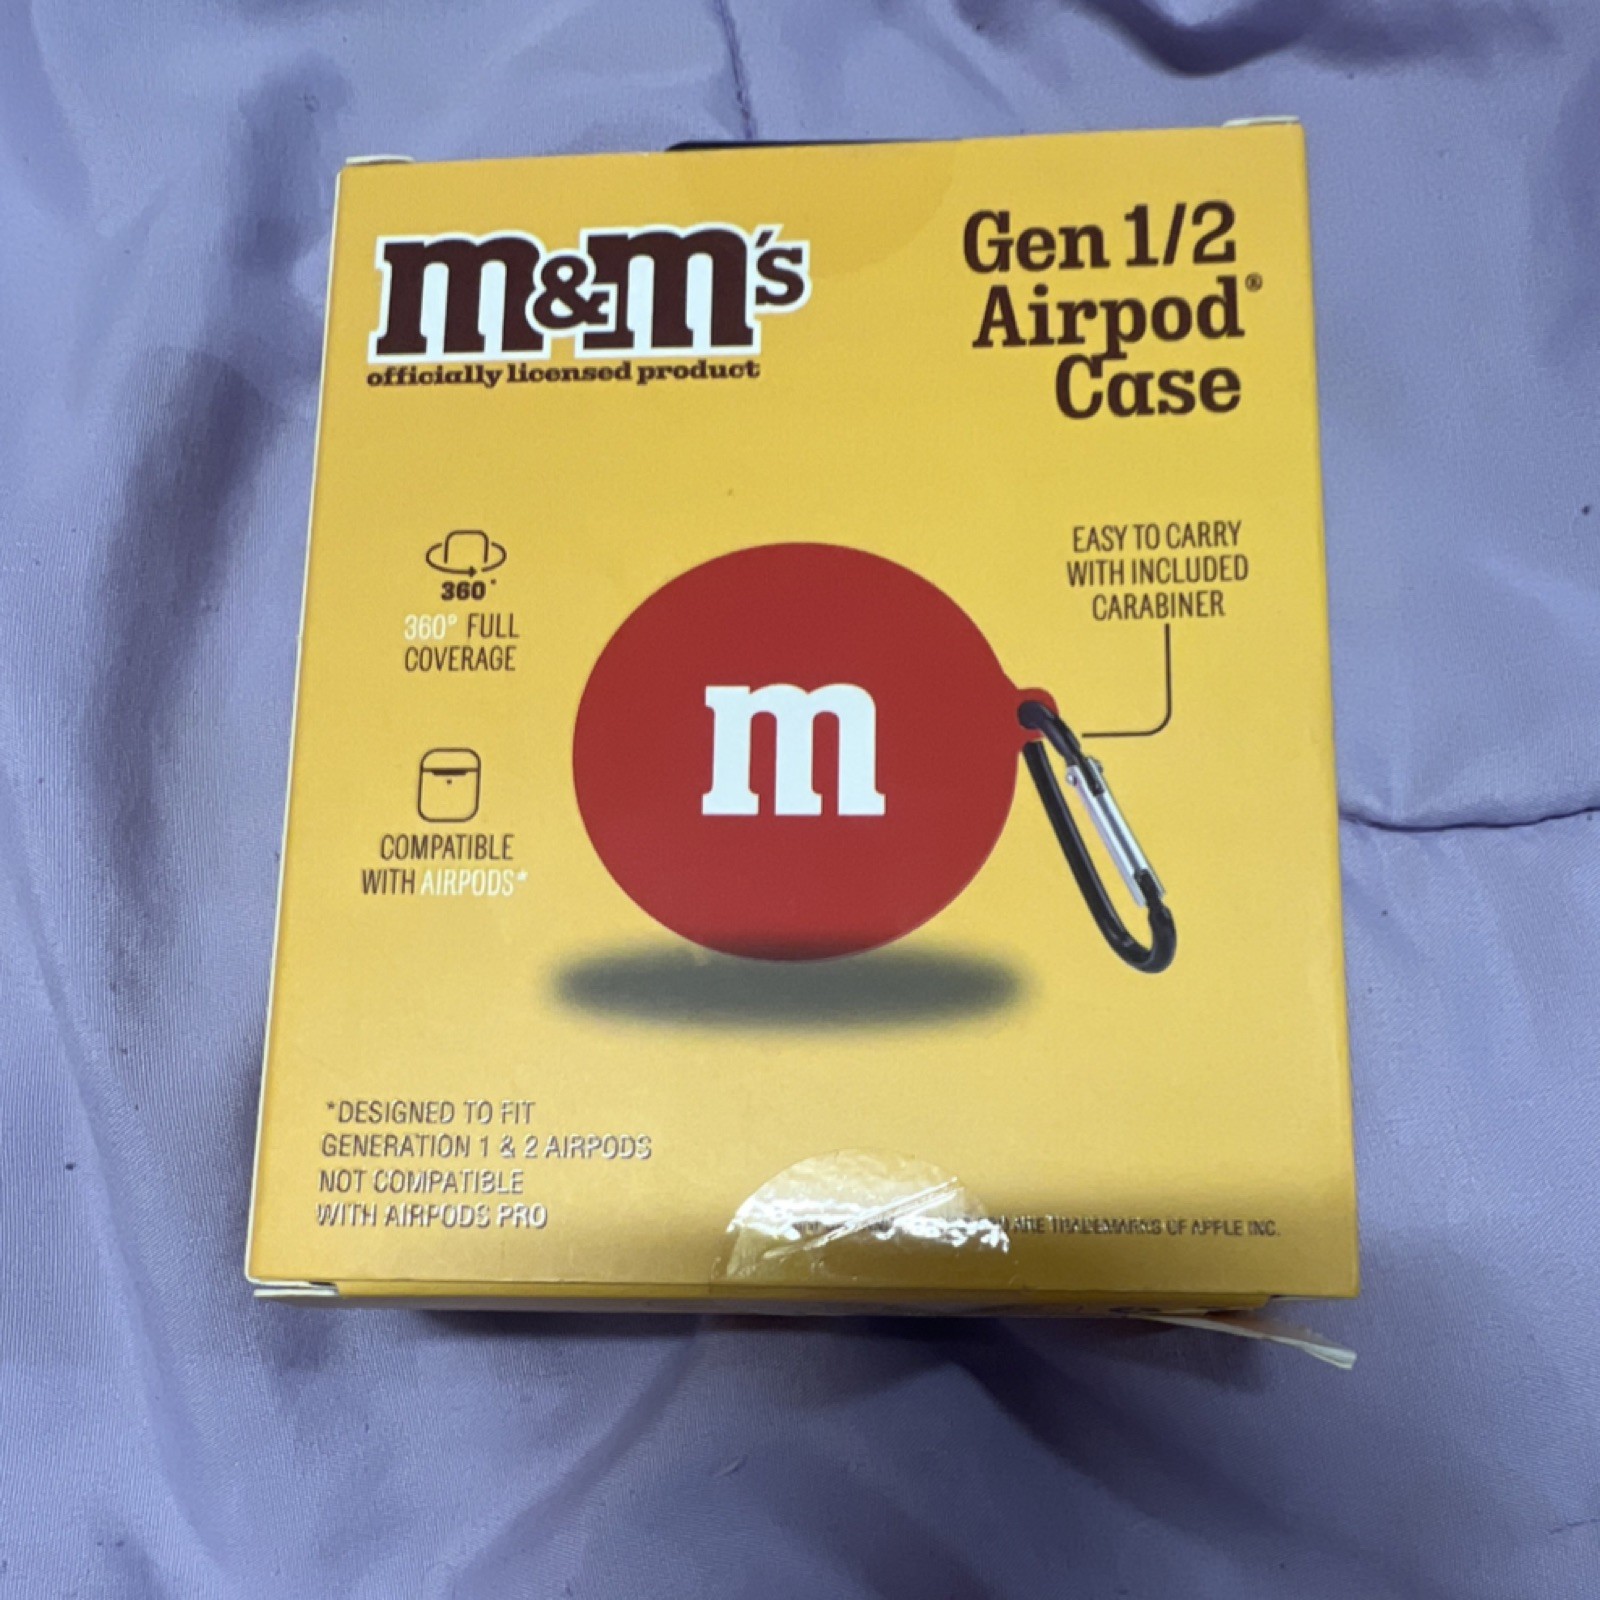 m&m's
officially licensed product
Gen 1/2
Airpod®
Case
360°
360° FULL
COVERAGE
COMPATIBLE
WITH AIRPODS*
EASY TO CARRY
WITH INCLUDED
CARABINER
m
*DESIGNED TO FIT
GENERATION 1 & 2 AIRPODS
NOT COMPATIBLE
WITH AIRPODS PRO
ARE TRADEMARKS OF APPLE INC.